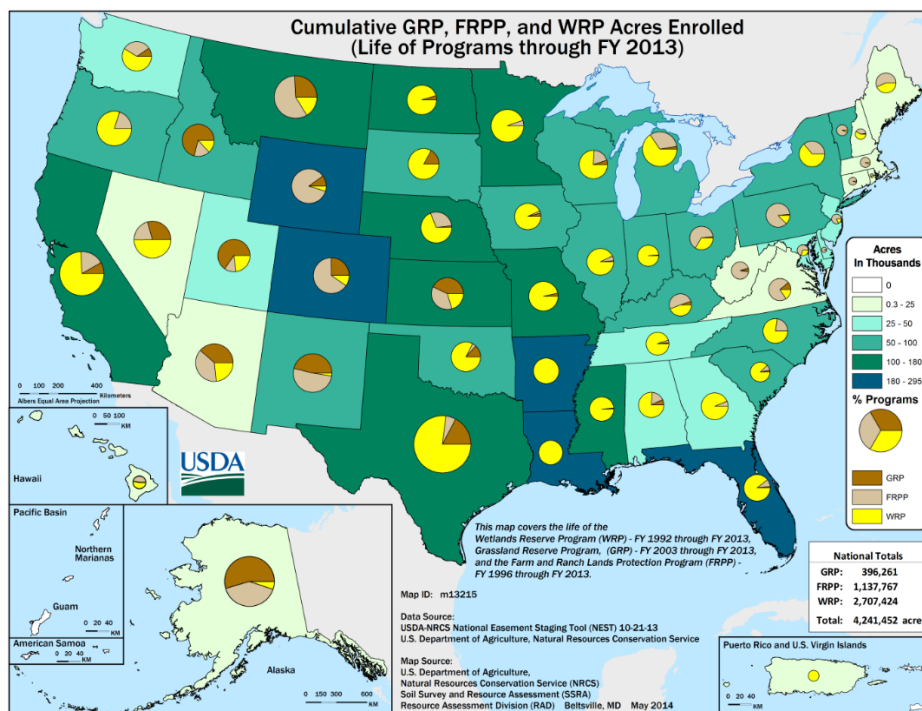 Cumulative GRP, FRPP, and WRP Acres Enrolled
(Life of Programs through FY 2013)
Acres
In Thousands
0
0.3 - 25
25 - 50
50 - 100
100 - 180
180 - 295
% Programs
GRP
FRPP
WRP
0 100 200 400
Kilometers
Albers Equal Area Projection
0 50 100
KM
Hawaii
USDA
Pacific Basin
Northern
Marianas
Guam
0 20 40
KM
American Samoa
0 20 40
KM
Alaska
0 150 300 600
KM
This map covers the life of the
Wetlands Reserve Program (WRP) - FY 1992 through FY 2013,
Grassland Reserve Program, (GRP) - FY 2003 through FY 2013,
and the Farm and Ranch Lands Protection Program (FRPP) -
FY 1996 through FY 2013.
Map ID: m13215
Data Source:
USDA-NRCS National Easement Staging Tool (NEST) 10-21-13
U.S. Department of Agriculture, Natural Resources Conservation Service
Map Source:
U.S. Department of Agriculture,
Natural Resources Conservation Service (NRCS)
Soil Survey and Resource Assessment (SSRA)
Resource Assessment Division (RAD) Beltsville, MD May 2014
National Totals
GRP: 396,261
FRPP: 1,137,767
WRP: 2,707,424
Total: 4,241,452 acre
Puerto Rico and U.S. Virgin Islands
0 20 40
KM